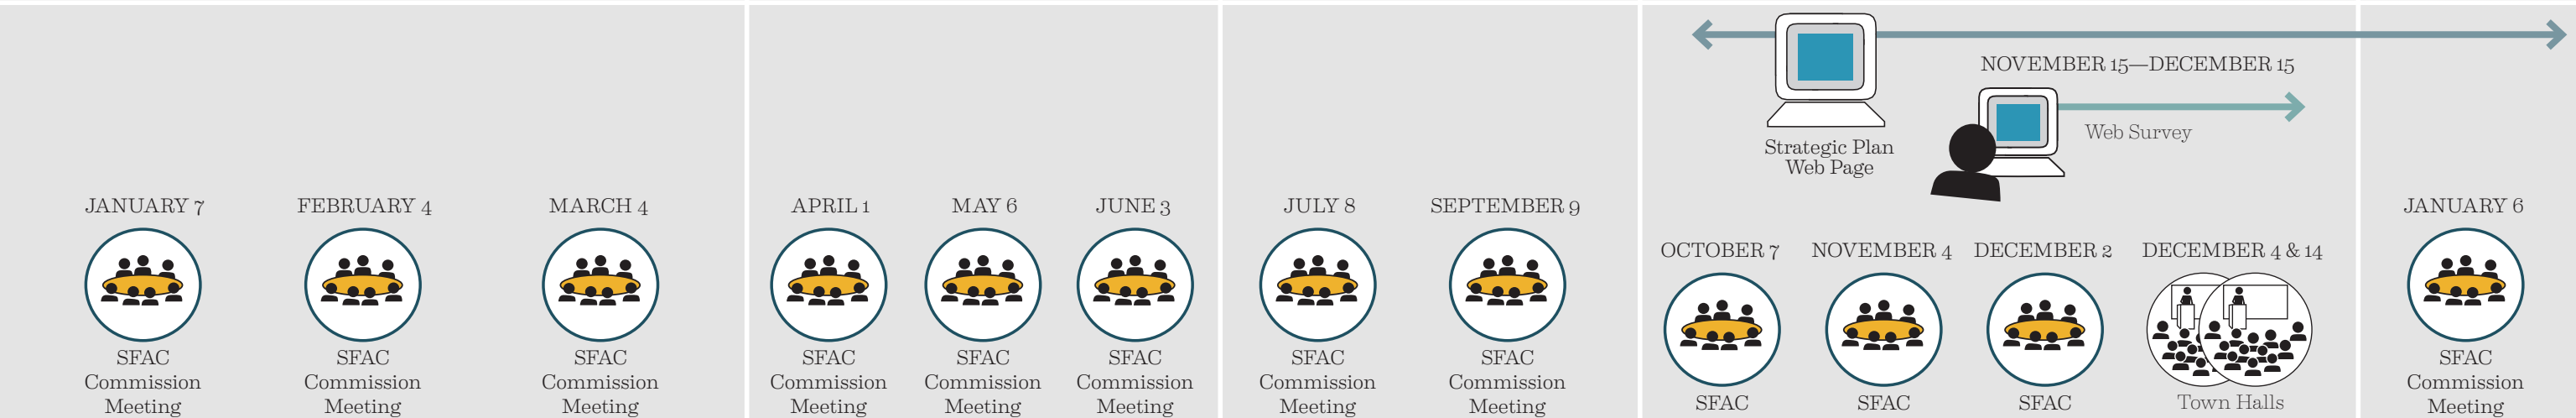 NOVEMBER 15—DECEMBER 15
Web Survey
Strategic Plan
Web Page
JANUARY 7
SFAC
Commission
Meeting
FEBRUARY 4
SFAC
Commission
Meeting
MARCH 4
SFAC
Commission
Meeting
APRIL 1
SFAC
Commission
Meeting
MAY 6
SFAC
Commission
Meeting
JUNE 3
SFAC
Commission
Meeting
JULY 8
SFAC
Commission
Meeting
SEPTEMBER 9
SFAC
Commission
Meeting
OCTOBER 7
SFAC
NOVEMBER 4
SFAC
DECEMBER 2
SFAC
DECEMBER 4 & 14
Town Halls
JANUARY 6
SFAC
Commission
Meeting